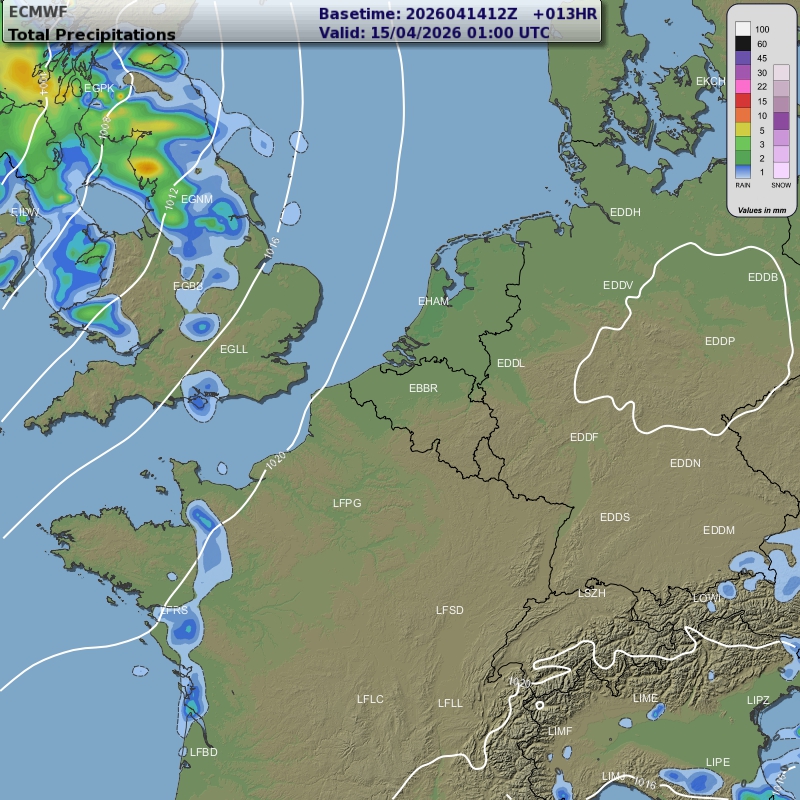 ECMWF
Total Precipitations
Basetime: 2026041412Z +013HR
Valid: 15/04/2026 01:00 UTC
100
60
45
30
22
15
10
5
3
2
1
RAIN SNOW
Values in mm
EGPK
EKCH
1008
1012
1016
EIDW
EGNM
EDDH
EGBB
EDDV
EDDB
EHAM
EGLL
EDDP
EDDL
EBBR
EDDF
1020
EDDN
LFPG
EDDS
EDDM
LSZH
LOWI
LFRS
LFSD
1020
LFLC
LFLL
LIME
LIPZ
LIMF
LFBD
LIPE
LIMJ
1016